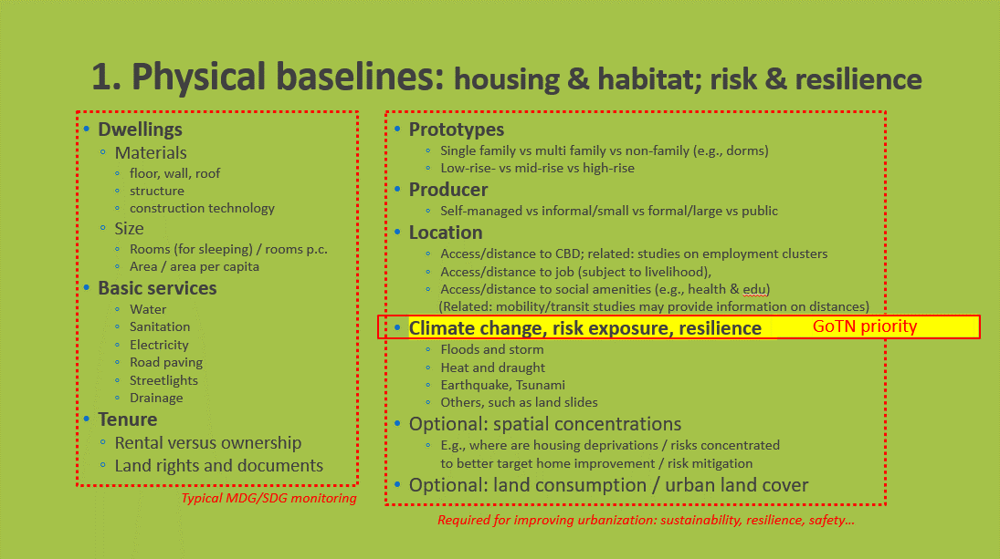 1. Physical baselines: housing & habitat; risk & resilience
• Dwellings
◦ Materials
◦ floor, wall, roof
◦ structure
◦ construction technology
◦ Size
◦ Rooms (for sleeping) / rooms p.c.
◦ Area / area per capita
• Basic services
◦ Water
◦ Sanitation
◦ Electricity
◦ Road paving
◦ Streetlights
◦ Drainage
• Tenure
◦ Rental versus ownership
◦ Land rights and documents
Typical MDG/SDG monitoring
• Prototypes
◦ Single family vs multi family vs non-family (e.g., dorms)
◦ Low-rise- vs mid-rise vs high-rise
• Producer
◦ Self-managed vs informal/small vs formal/large vs public
• Location
◦ Access/distance to CBD; related: studies on employment clusters
◦ Access/distance to job (subject to livelihood),
◦ Access/distance to social amenities (e.g., health & edu)
(Related: mobility/transit studies may provide information on distances)
• Climate change, risk exposure, resilience GoTN priority
◦ Floods and storm
◦ Heat and draught
◦ Earthquake, Tsunami
◦ Others, such as land slides
• Optional: spatial concentrations
◦ E.g., where are housing deprivations / risks concentrated
to better target home improvement / risk mitigation
• Optional: land consumption / urban land cover
Required for improving urbanization: sustainability, resilience, safety…